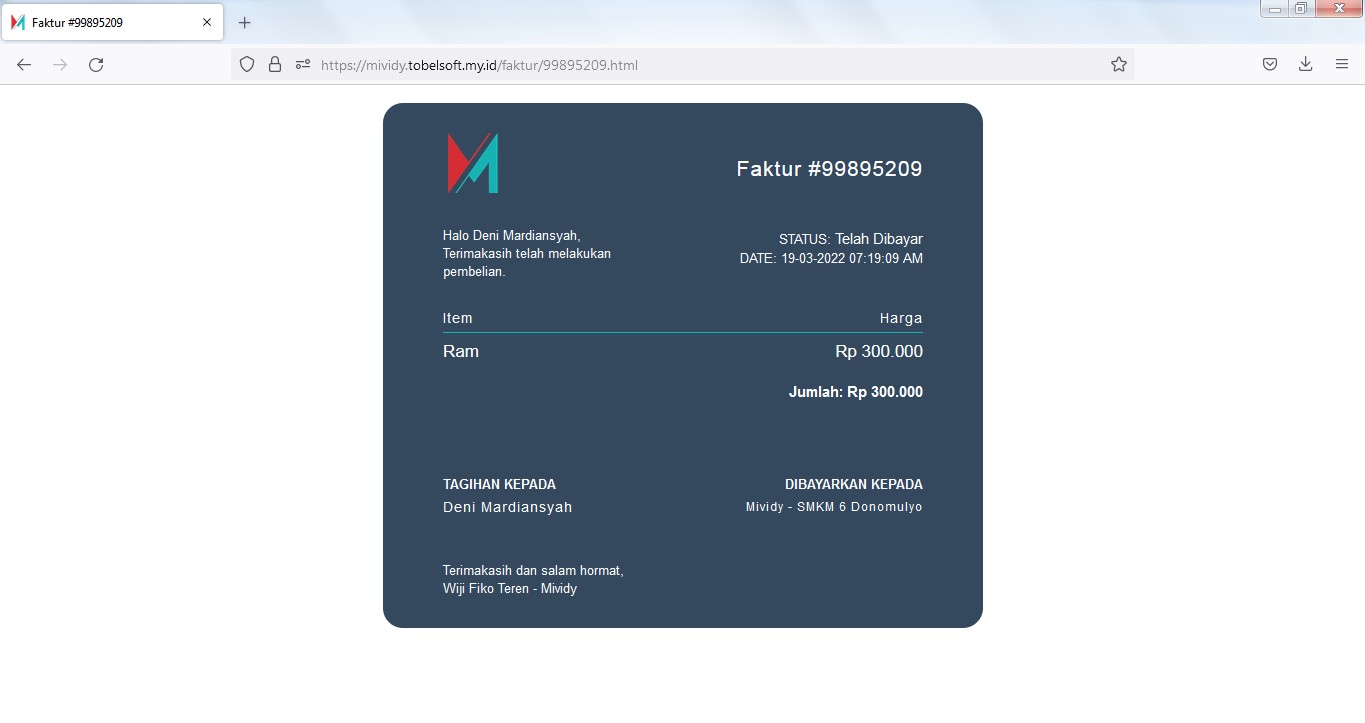 Faktur #99895209
https://mividy.tobelsoft.my.id/faktur/99895209.html
Faktur #99895209
Halo Deni Mardiansyah,
Terimakasih telah melakukan
pembelian.
STATUS: Telah Dibayar
DATE: 19-03-2022 07:19:09 AM
Item Harga
Ram Rp 300.000
Jumlah: Rp 300.000
TAGIHAN KEPADA
Deni Mardiansyah
DIBAYARKAN KEPADA
Mividy - SMKM 6 Donomulyo
Terimakasih dan salam hormat,
Wiji Fiko Teren - Mividy